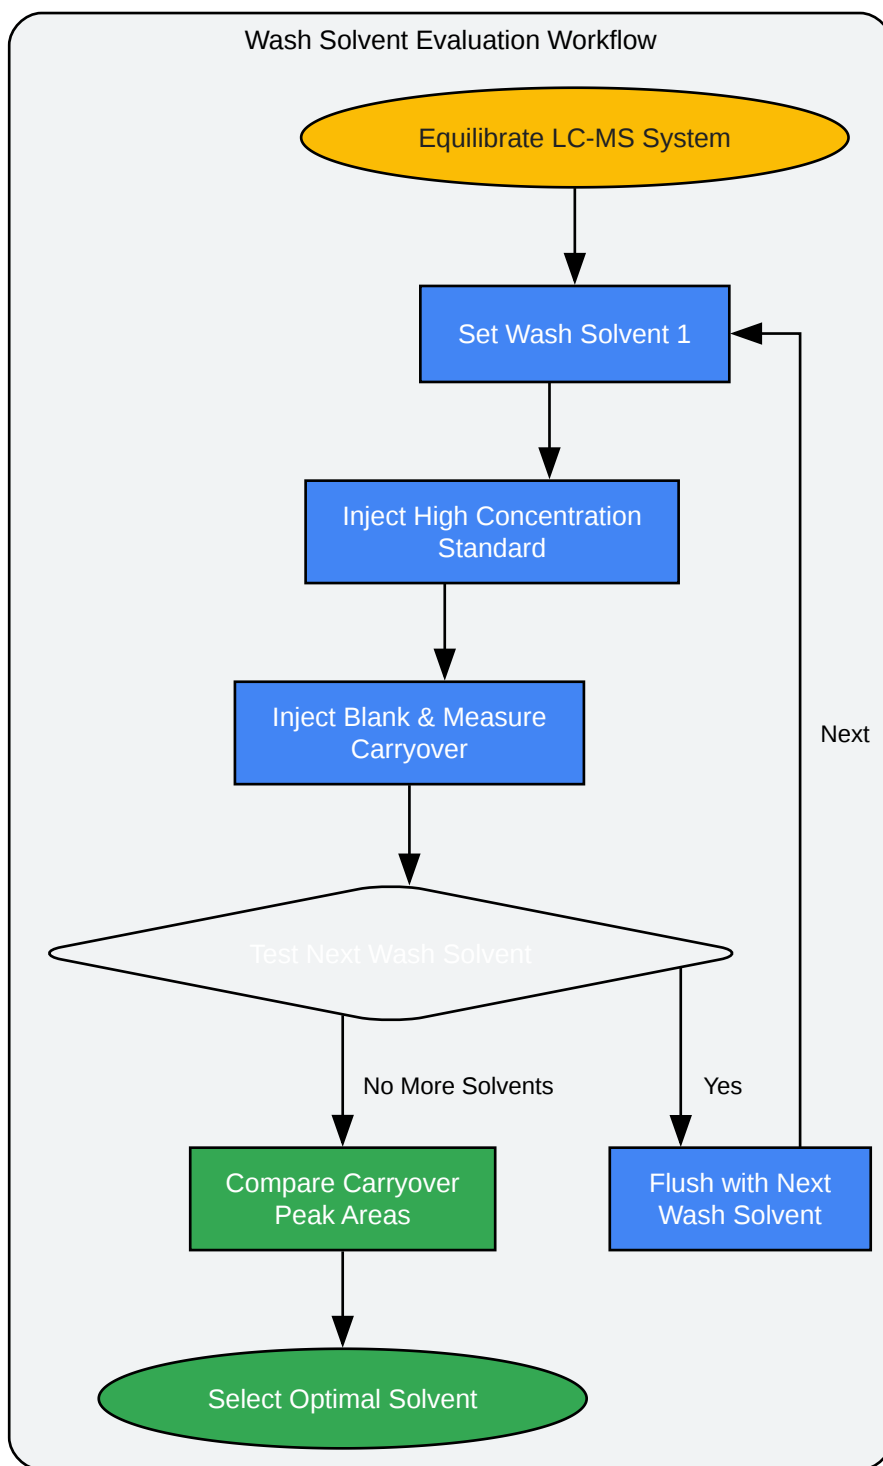 Wash Solvent Evaluation Workflow
Equilibrate LC-MS System
Set Wash Solvent 1
Inject High Concentration
Standard
Inject Blank & Measure
Carryover
Next
Test Next Wash Solvent
No More Solvents
Yes
Compare Carryover
Peak Areas
Flush with Next
Wash Solvent
Select Optimal Solvent